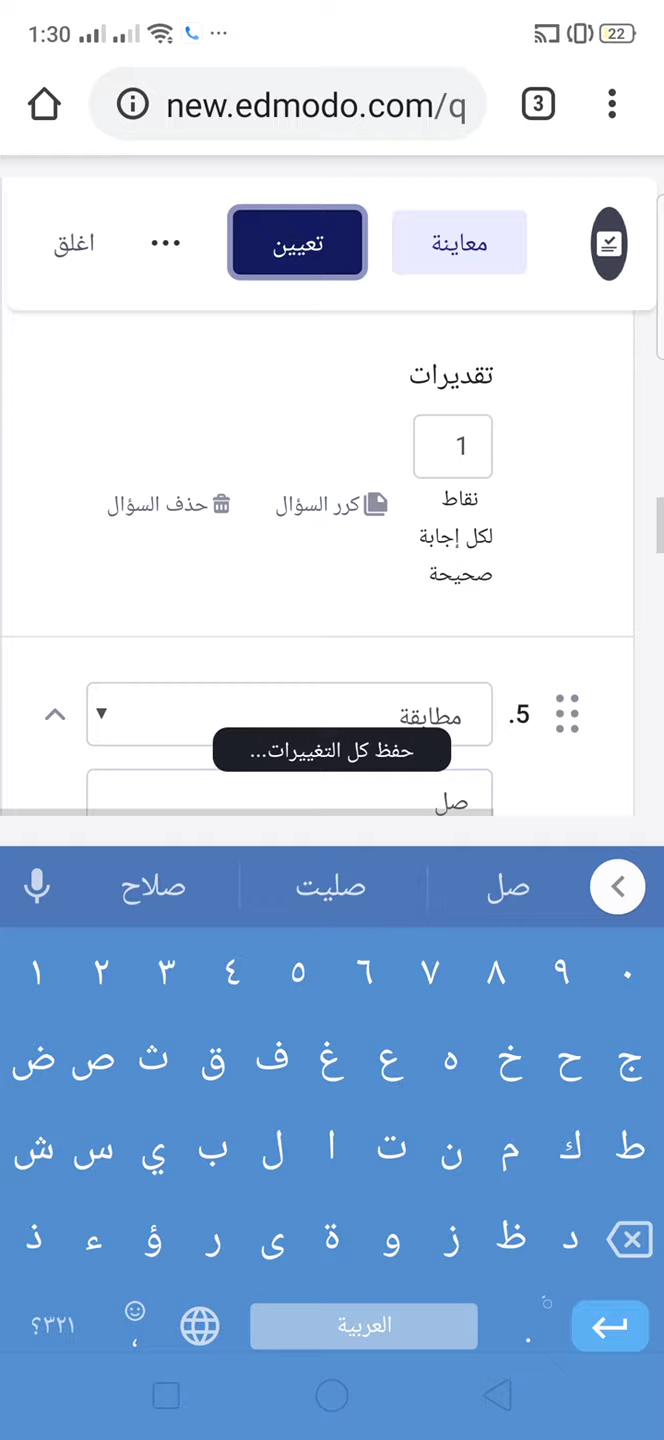 1:30
22
new.edmodo.com/q
3
معاينة
تعيين
...
اغلق
تقديرات
1
نقاط
لكل إجابة
صحيحة
كرر السؤال
حذف السؤال
5.
مطابقة
حفظ كل التغييرات...
صل
صل
صليت
صلاح
١ ٢ ٣ ٤ ٥ ٦ ٧ ٨ ٩ ٠
ض ص ث ق ف غ ع ه خ ح ج
ش س ي ب ل ا ت ن م ك ط
ذ ء ؤ ر ى ة و ز ظ د
؟٣٢١
،
العربية
.